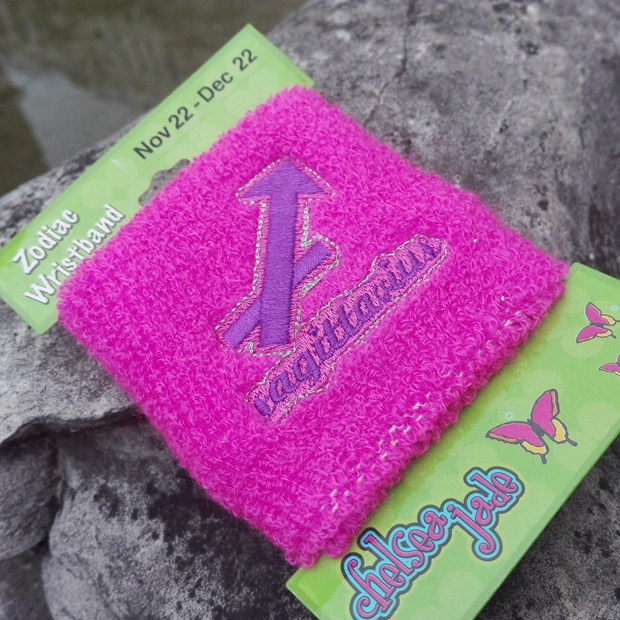 Nov 22 - Dec 22
Zodiac
Wristband
sagittarius
chelsea
jade